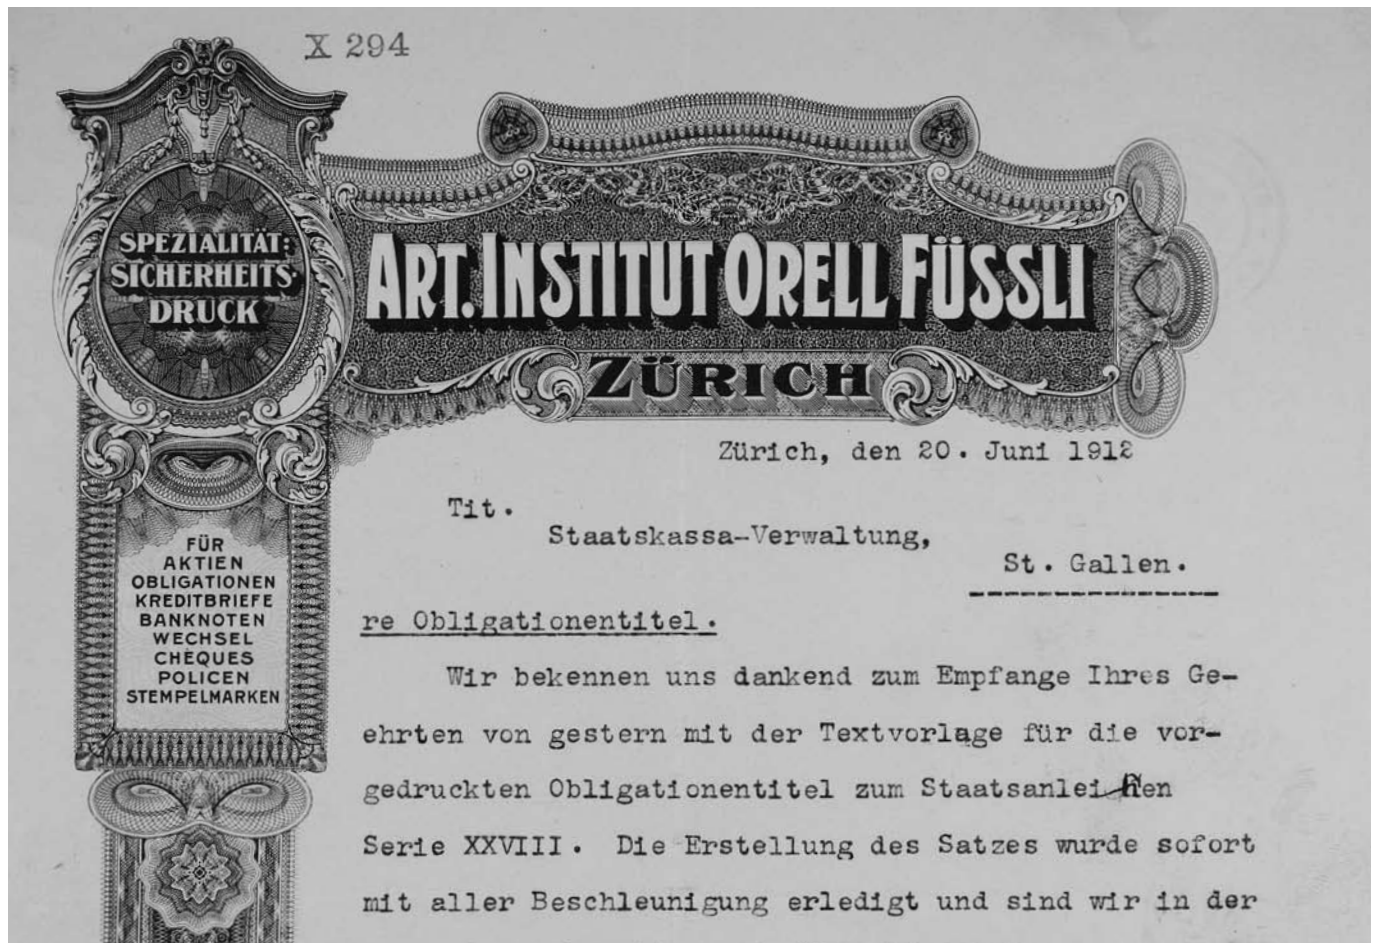 X 294
SPEZIALITÄT:
SICHERHEITS-
DRUCK
ART. INSTITUT ORELL FÜSSLI
ZÜRICH
FÜR
AKTIEN
OBLIGATIONEN
KREDITBRIEFE
BANKNOTEN
WECHSEL
CHÈQUES
POLICEN
STEMPELMARKEN
Zürich, den 20. Juni 1912
Tit.
Staatskassa-Verwaltung,
St. Gallen.
re Obligationentitel.
Wir bekennen uns dankend zum Empfange Ihres Ge-
ehrten von gestern mit der Textvorlage für die vor-
gedruckten Obligationentitel zum Staatsanleihen
Serie XXVIII. Die Erstellung des Satzes wurde sofort
mit aller Beschleunigung erledigt und sind wir in der